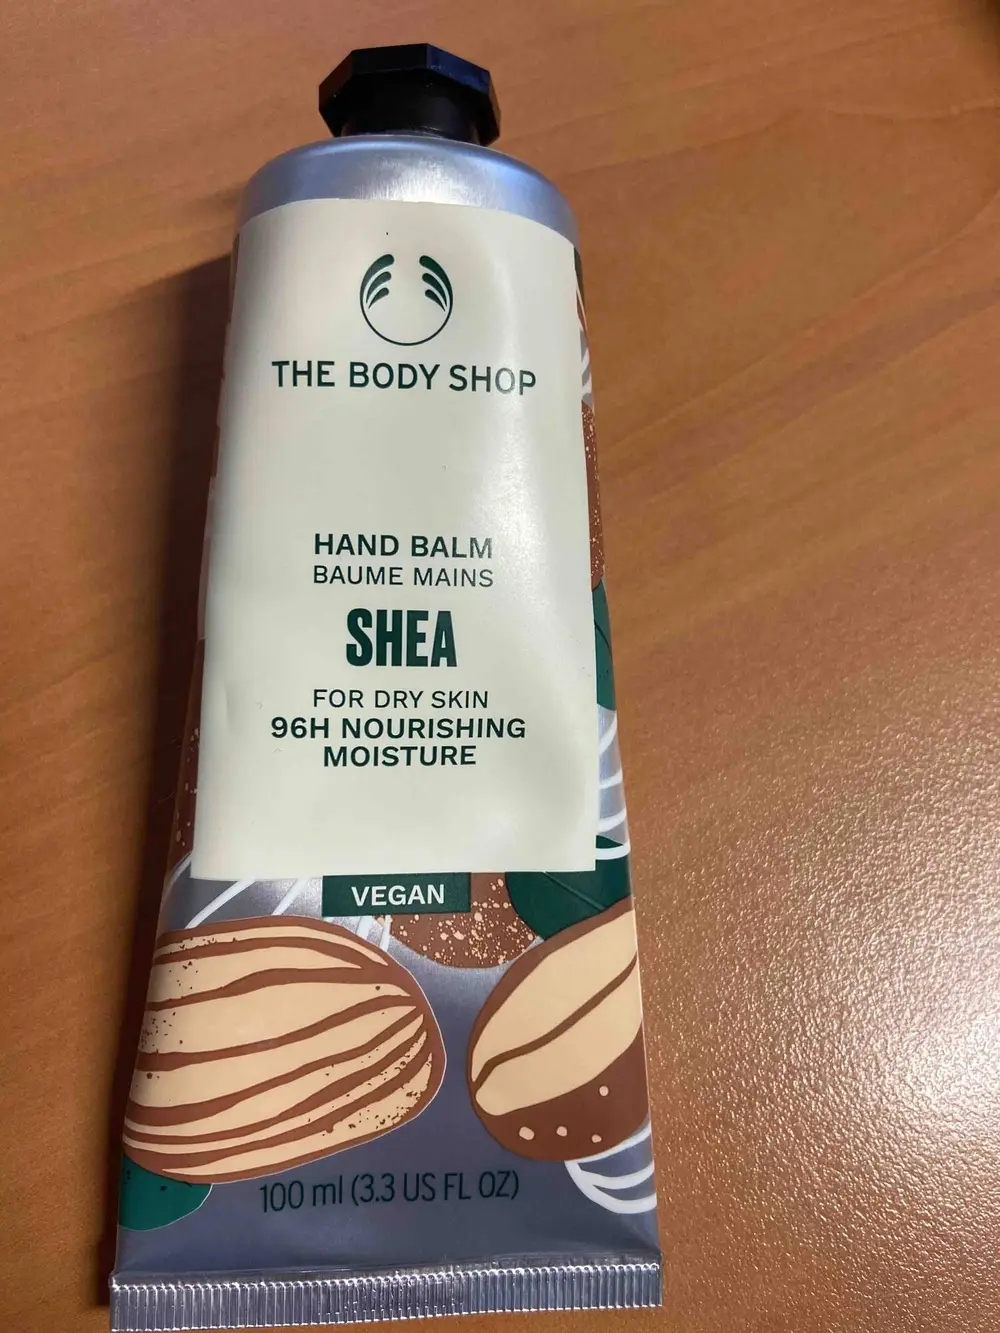 THE BODY SHOP
HAND BALM
BAUME MAINS
SHEA
FOR DRY SKIN
96H NOURISHING
MOISTURE
VEGAN
100 ml (3.3 US FL OZ)